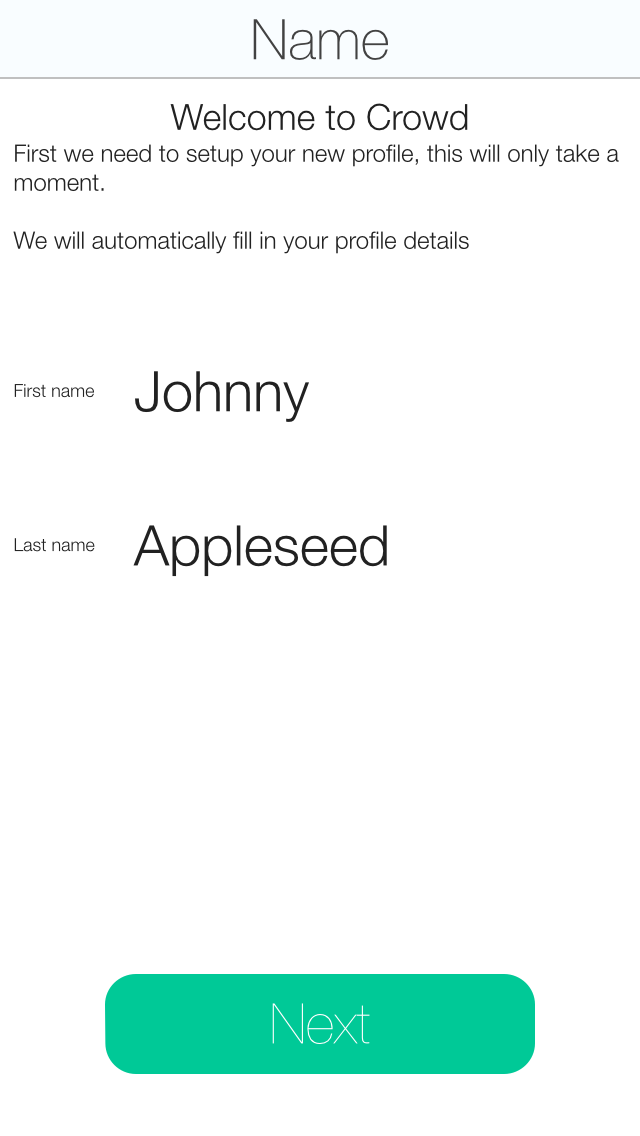 Name
Welcome to Crowd
First we need to setup your new profile, this will only take a
moment.
We will automatically fill in your profile details
First name Johnny
Last name Appleseed
Next